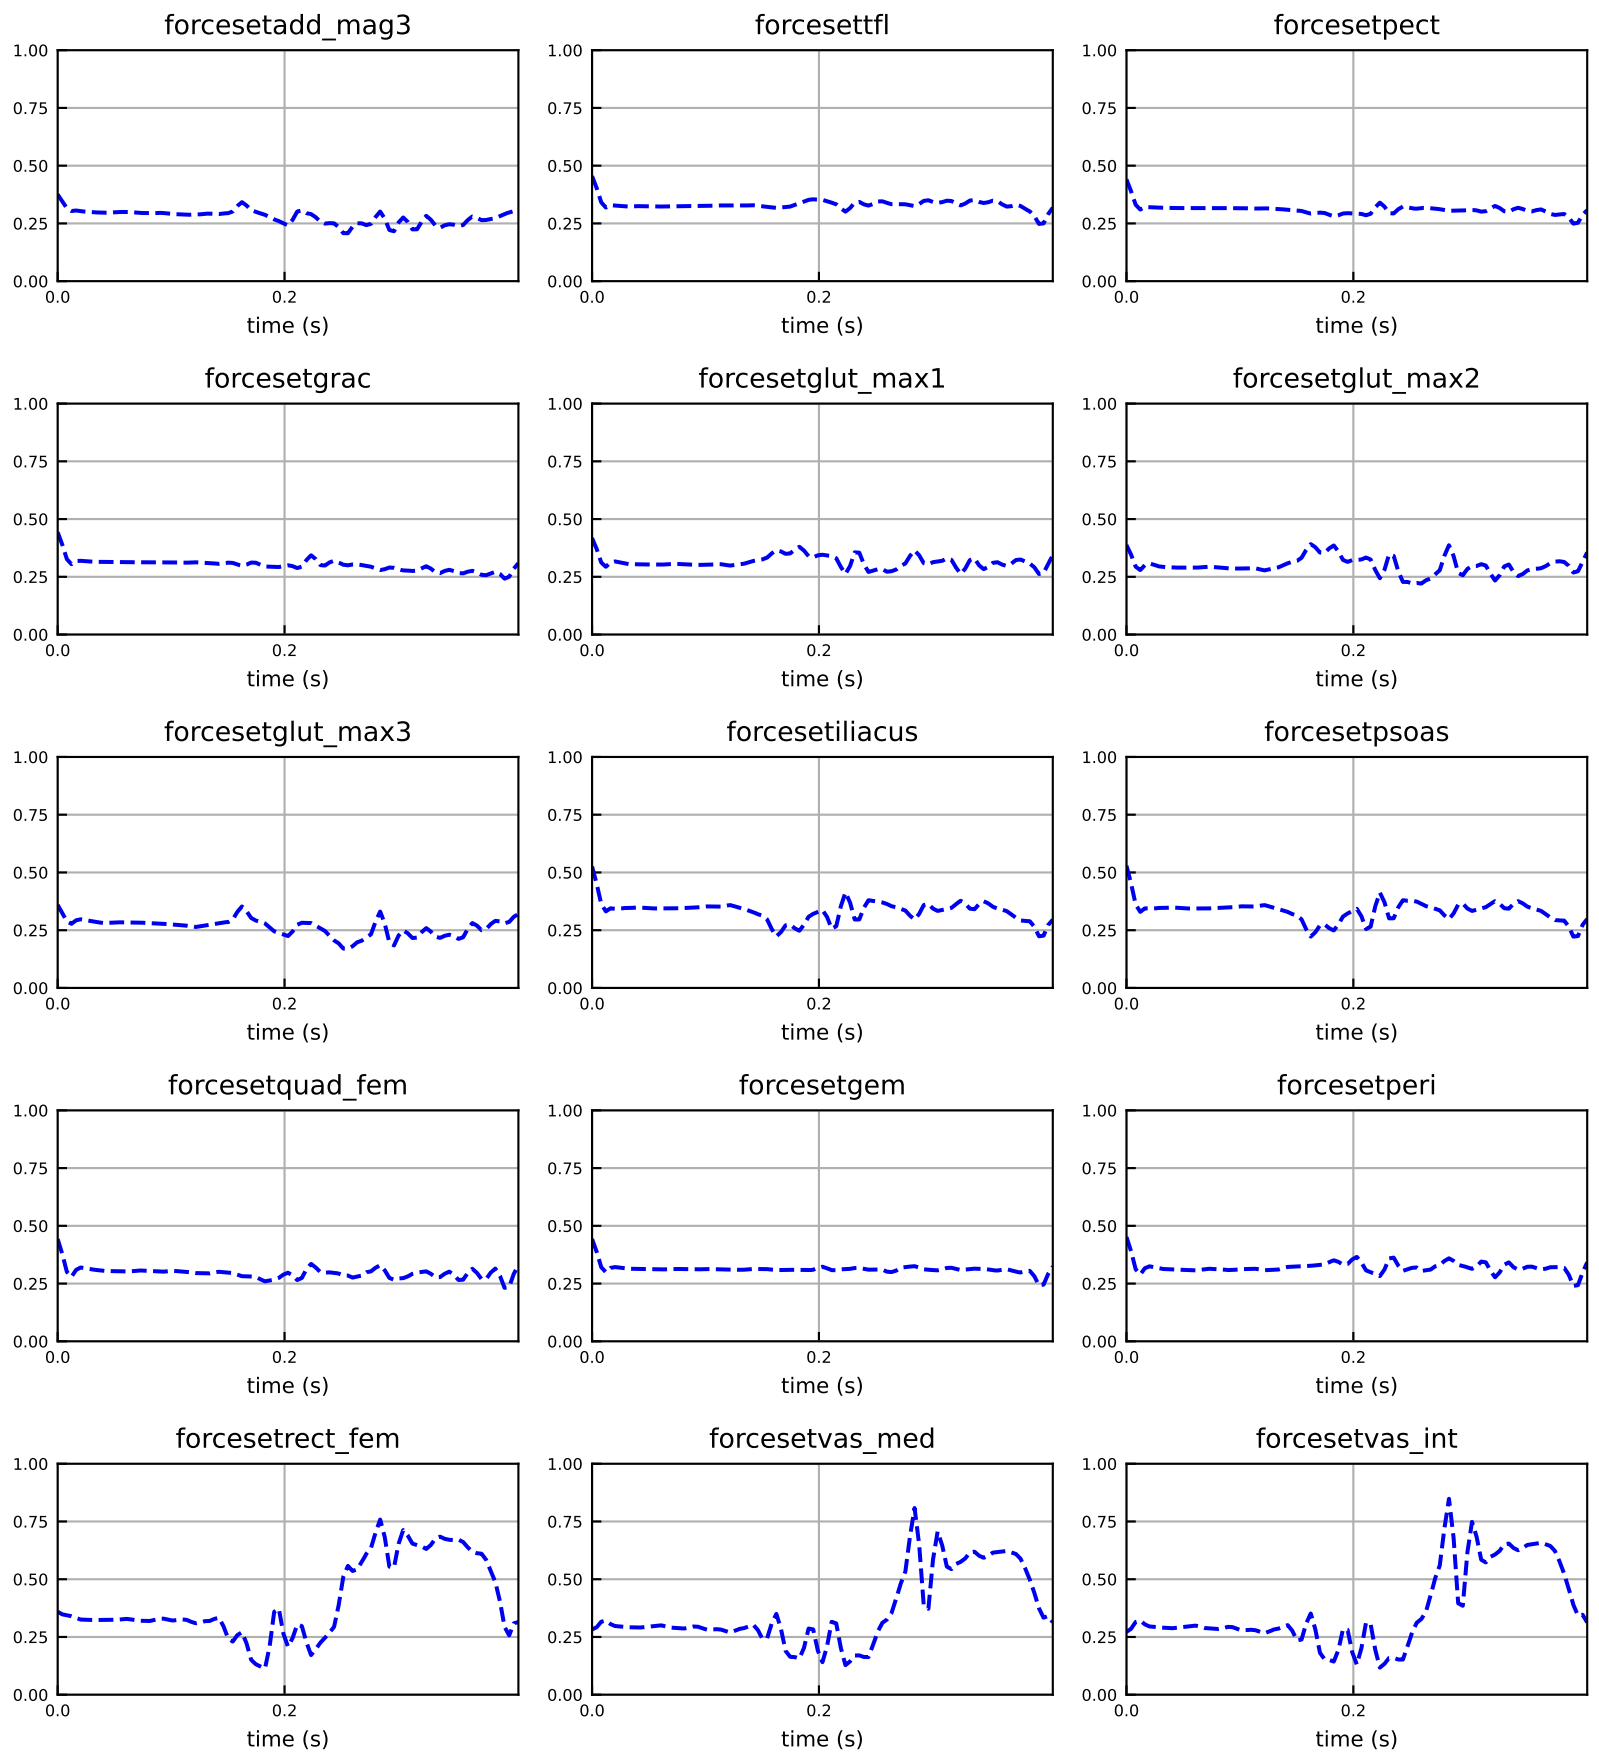 forcesetadd_mag3 forcesettfl forcesetpect
1.00 1.00 1.00
0.75 0.75 0.75
0.50 0.50 0.50
0.25 0.25 0.25
0.00 0.00 0.00
0.0 0.2 0.0 0.2 0.0 0.2
time (s) time (s) time (s)
forcesetgrac forcesetglut_max1 forcesetglut_max2
1.00 1.00 1.00
0.75 0.75 0.75
0.50 0.50 0.50
0.25 0.25 0.25
0.00 0.00 0.00
0.0 0.2 0.0 0.2 0.0 0.2
time (s) time (s) time (s)
forcesetglut_max3 forcesetiliacus forcesetpsoas
1.00 1.00 1.00
0.75 0.75 0.75
0.50 0.50 0.50
0.25 0.25 0.25
0.00 0.00 0.00
0.0 0.2 0.0 0.2 0.0 0.2
time (s) time (s) time (s)
forcesetquad_fem forcesetgem forcesetperi
1.00 1.00 1.00
0.75 0.75 0.75
0.50 0.50 0.50
0.25 0.25 0.25
0.00 0.00 0.00
0.0 0.2 0.0 0.2 0.0 0.2
time (s) time (s) time (s)
forcesetrect_fem forcesetvas_med forcesetvas_int
1.00 1.00 1.00
0.75 0.75 0.75
0.50 0.50 0.50
0.25 0.25 0.25
0.00 0.00 0.00
0.0 0.2 0.0 0.2 0.0 0.2
time (s) time (s) time (s)